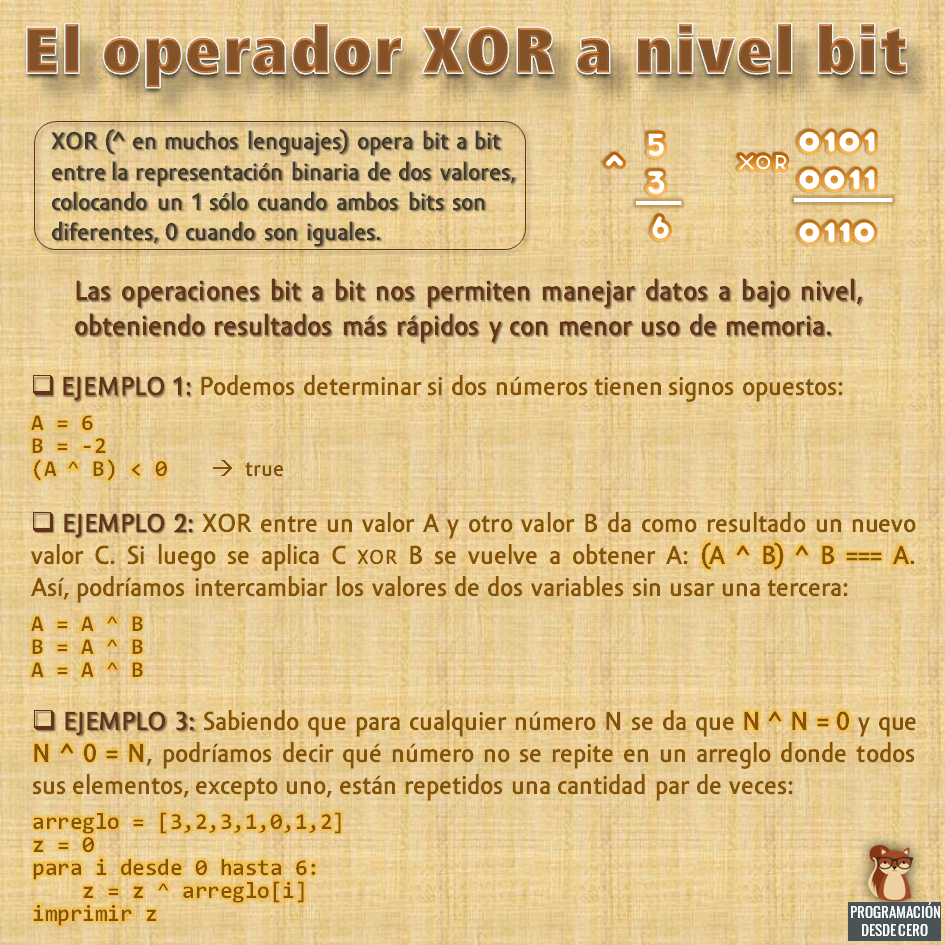 El operador XOR a nivel bit
XOR (^ en muchos lenguajes) opera bit a bit
entre la representación binaria de dos valores,
colocando un 1 sólo cuando ambos bits son
diferentes, 0 cuando son iguales.
5
^ 3
6
0101
XOR 0011
0110
Las operaciones bit a bit nos permiten manejar datos a bajo nivel,
obteniendo resultados más rápidos y con menor uso de memoria.
❑ EJEMPLO 1: Podemos determinar si dos números tienen signos opuestos:
A = 6
B = -2
(A ^ B) < 0 → true
❑ EJEMPLO 2: XOR entre un valor A y otro valor B da como resultado un nuevo
valor C. Si luego se aplica C XOR B se vuelve a obtener A: (A ^ B) ^ B === A.
Así, podríamos intercambiar los valores de dos variables sin usar una tercera:
A = A ^ B
B = A ^ B
A = A ^ B
❑ EJEMPLO 3: Sabiendo que para cualquier número N se da que N ^ N = 0 y que
N ^ 0 = N, podríamos decir qué número no se repite en un arreglo donde todos
sus elementos, excepto uno, están repetidos una cantidad par de veces:
arreglo = [3,2,3,1,0,1,2]
z = 0
para i desde 0 hasta 6:
    z = z ^ arreglo[i]
imprimir z
PROGRAMACIÓN
DESDE CERO